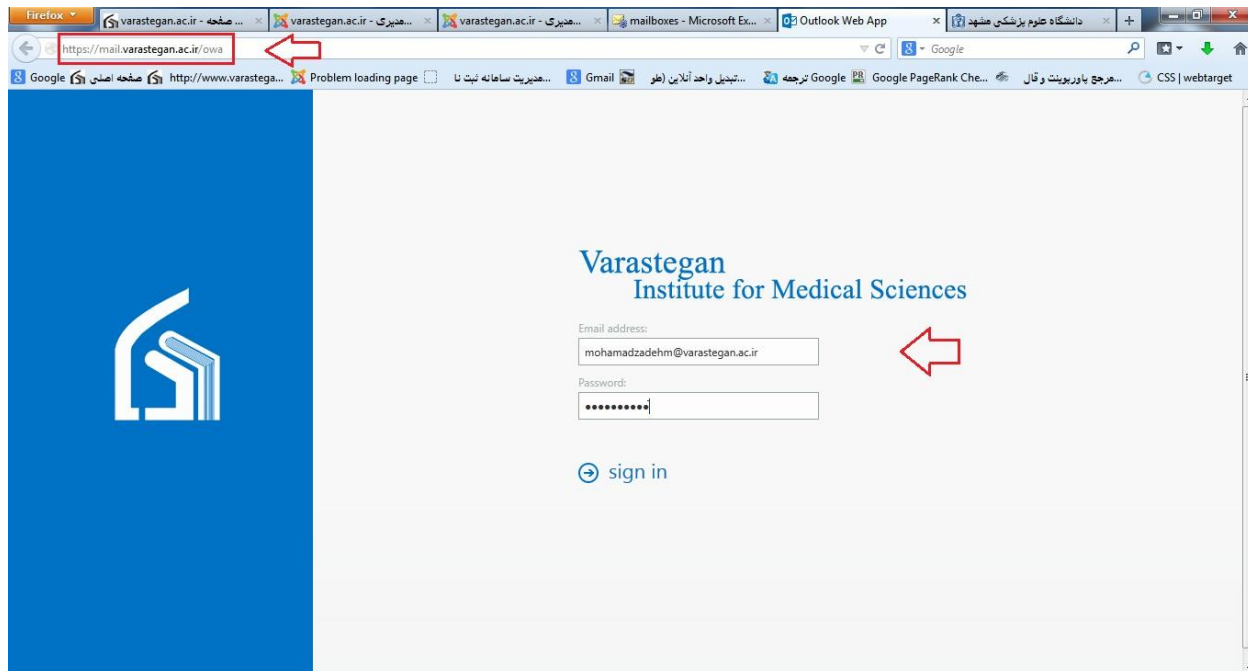 Firefox
varastegan.ac.ir - صفحه ...
varastegan.ac.ir - مدیری...
varastegan.ac.ir - مدیری...
mailboxes - Microsoft Ex...
Outlook Web App
دانشگاه علوم پزشکی مشهد
https://mail.varastegan.ac.ir/owa
Google
Google صفحه اصلی http://www.varastega... Problem loading page مدیریت سامانه ثبت نا... Gmail تبدیل واحد آنلاین (طو... ترجمه Google Google PageRank Che... مرجع پاورپوینت و قال... CSS | webtarget
Varastegan
Institute for Medical Sciences
Email address:
mohamadzadehm@varastegan.ac.ir
Password:
sign in